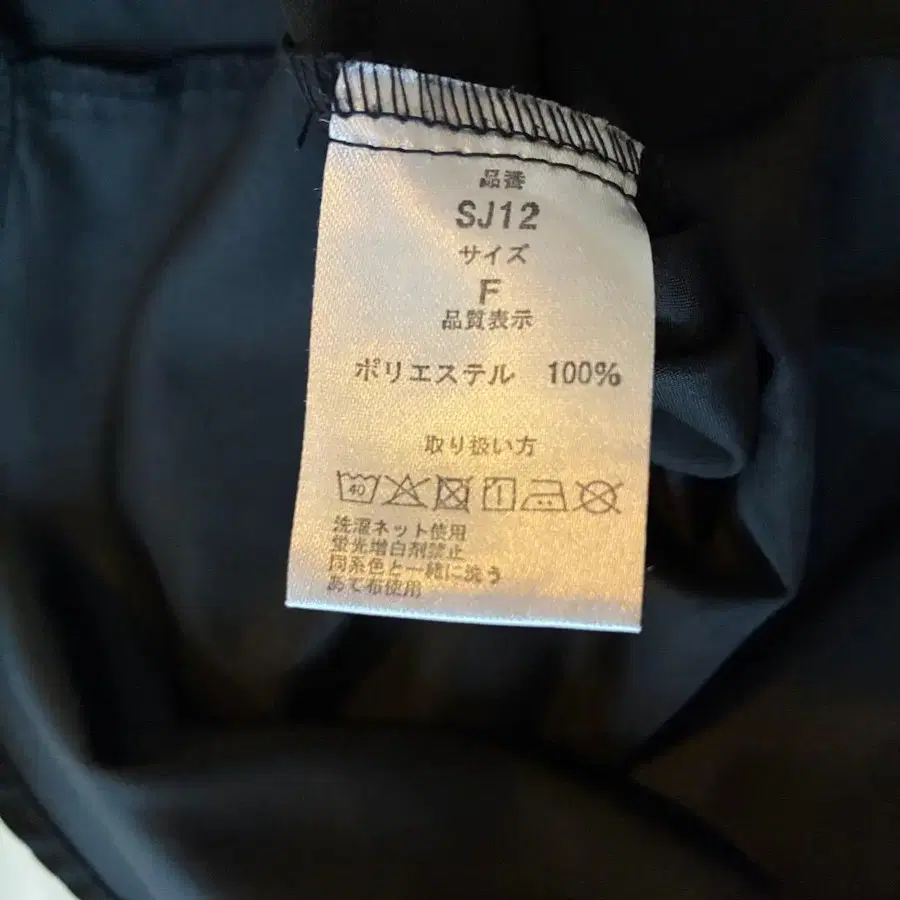 品番
SJ12
サイズ
F
品質表示
ポリエステル 100%
取り扱い方
40
洗濯ネット使用
蛍光増白剤禁止
同系色と一緒に洗う
あて布使用